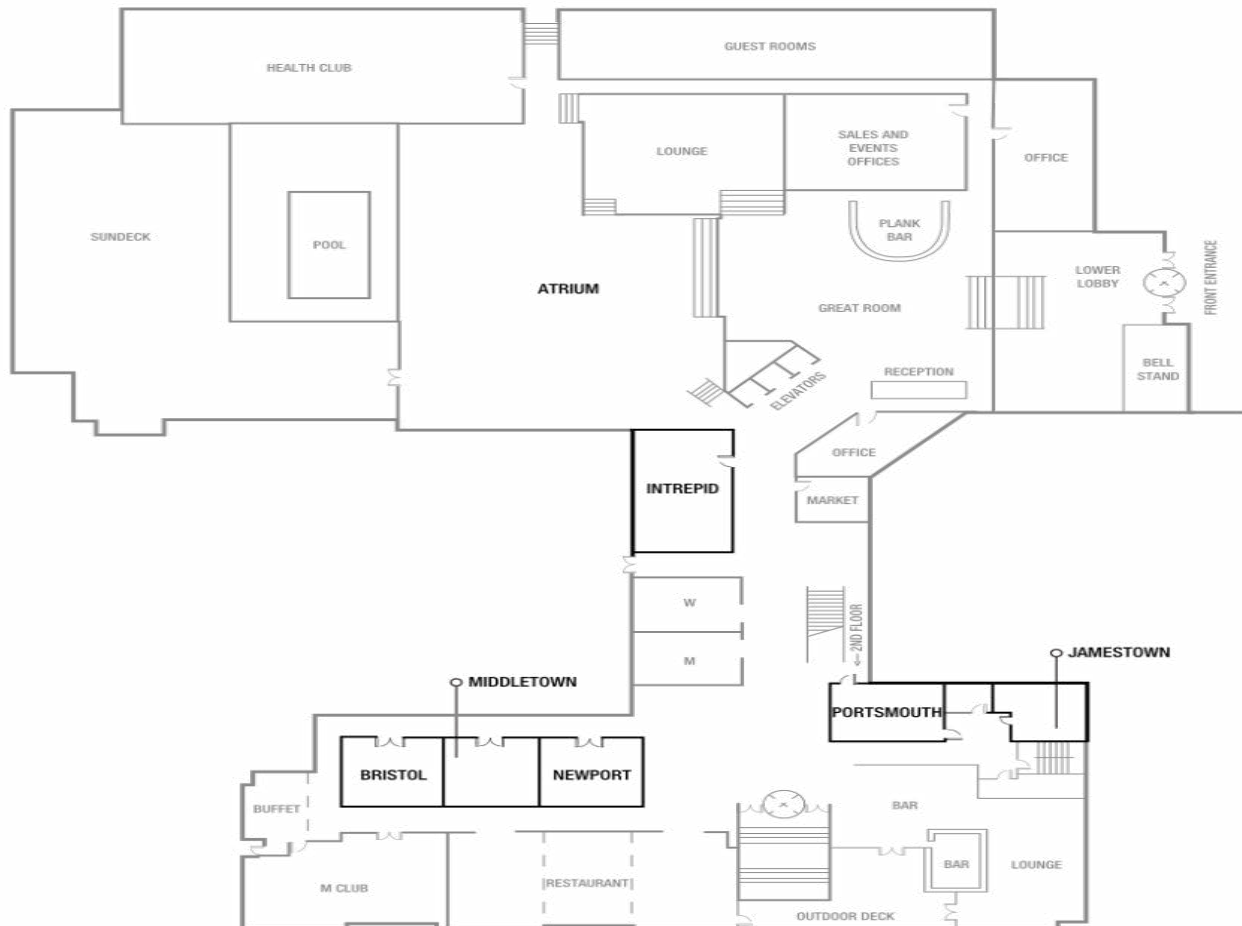 GUEST ROOMS
HEALTH CLUB
SALES AND
EVENTS
OFFICES
LOUNGE
OFFICE
PLANK
BAR
SUNDECK
POOL
LOWER
LOBBY
FRONT ENTRANCE
ATRIUM
GREAT ROOM
BELL
STAND
RECEPTION
ELEVATORS
OFFICE
INTREPID
MARKET
W
← 2ND FLOOR
M
JAMESTOWN
MIDDLETOWN
PORTSMOUTH
BRISTOL
NEWPORT
BUFFET
BAR
BAR
LOUNGE
M CLUB
RESTAURANT
OUTDOOR DECK